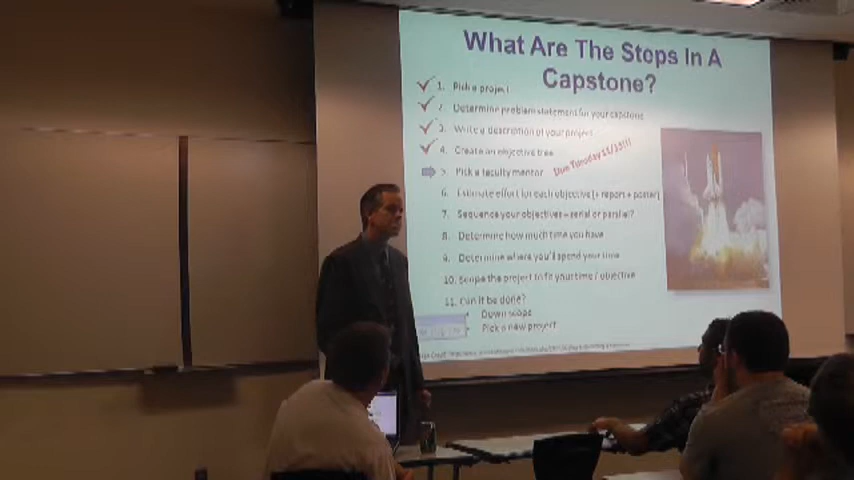 What Are The Steps In A
Capstone?
1. Pick a project
2. Determine problem statement for your capstone
3. Write a description of your project
4. Create an objective tree
Due Tuesday 11/13!!!
5. Pick a faculty mentor
6. Estimate effort for each objective (+ report + poster)
7. Sequence your objectives – serial or parallel?
8. Determine how much time you have
9. Determine where you'll spend your time
10. Scope the project to fit your time / objective
11. Can it be done?
• Down scope
• Pick a new project